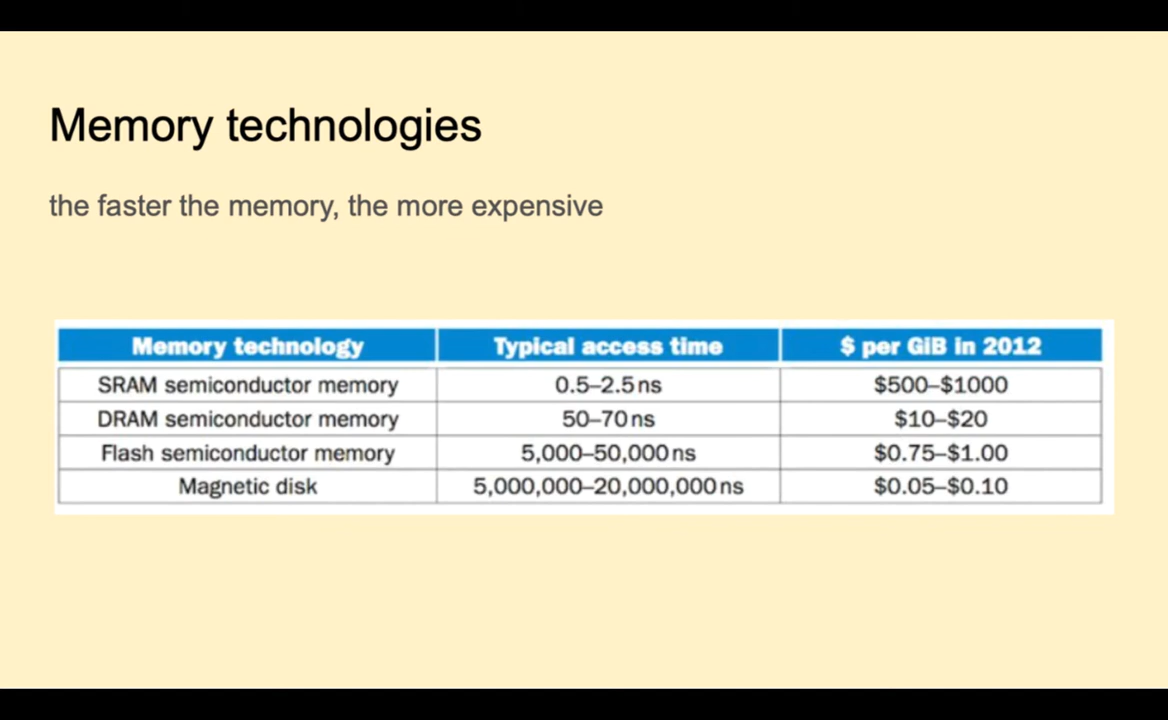 Memory technologies
the faster the memory, the more expensive
Memory technology Typical access time $ per GiB in 2012
SRAM semiconductor memory 0.5–2.5 ns $500–$1000
DRAM semiconductor memory 50–70 ns $10–$20
Flash semiconductor memory 5,000–50,000 ns $0.75–$1.00
Magnetic disk 5,000,000–20,000,000 ns $0.05–$0.10